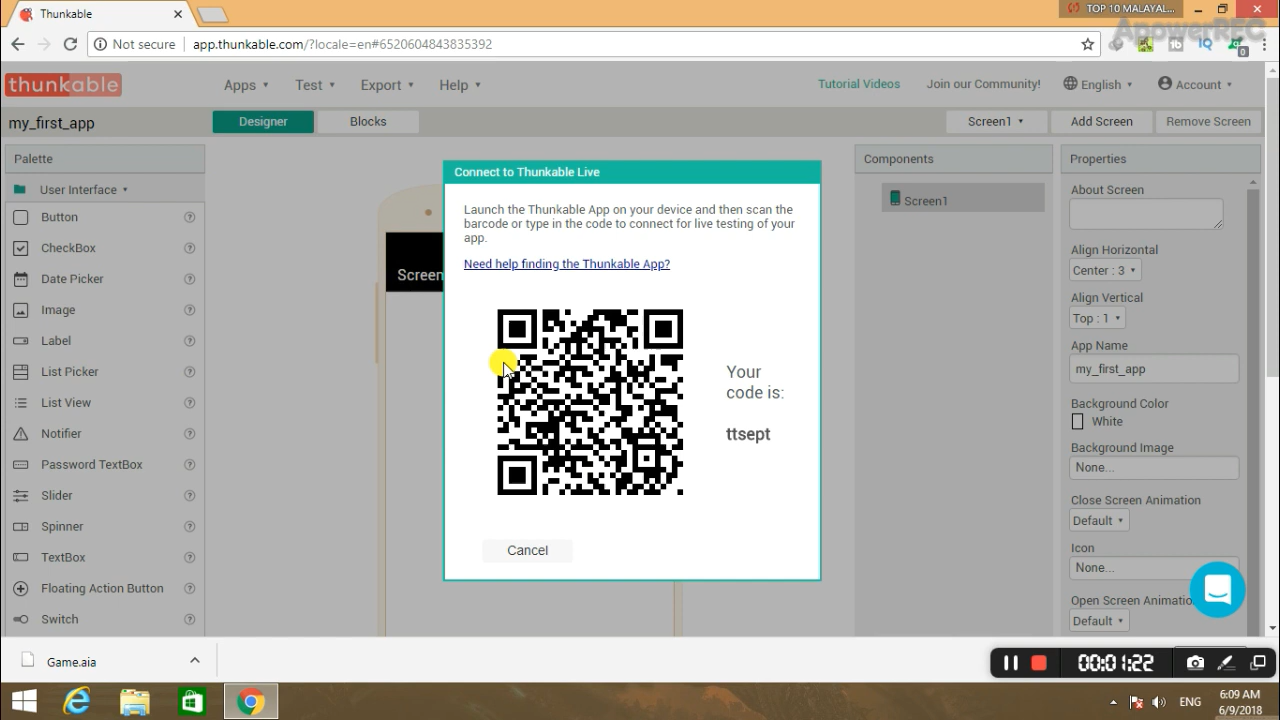 Thunkable
TOP 10 MALAYAL...
ApowerREC
Not secure
app.thunkable.com/?locale=en#6520604843835392
thunkable
Apps
Test
Export
Help
Tutorial Videos
Join our Community!
English
Account
my_first_app
Designer
Blocks
Screen1
Add Screen
Remove Screen
Palette
User Interface
Button
CheckBox
Date Picker
Image
Label
List Picker
List View
Notifier
Password TextBox
Slider
Spinner
TextBox
Floating Action Button
Switch
Screen
Connect to Thunkable Live
Launch the Thunkable App on your device and then scan the
barcode or type in the code to connect for live testing of your
app.
Need help finding the Thunkable App?
Your
code is:
ttsept
Cancel
Components
Screen1
Properties
About Screen
Align Horizontal
Center : 3
Align Vertical
Top : 1
App Name
my_first_app
Background Color
White
Background Image
None...
Close Screen Animation
Default
Icon
None...
Open Screen Animatio
Default
Game.aia
00:01:22
ENG
6:09 AM
6/9/2018